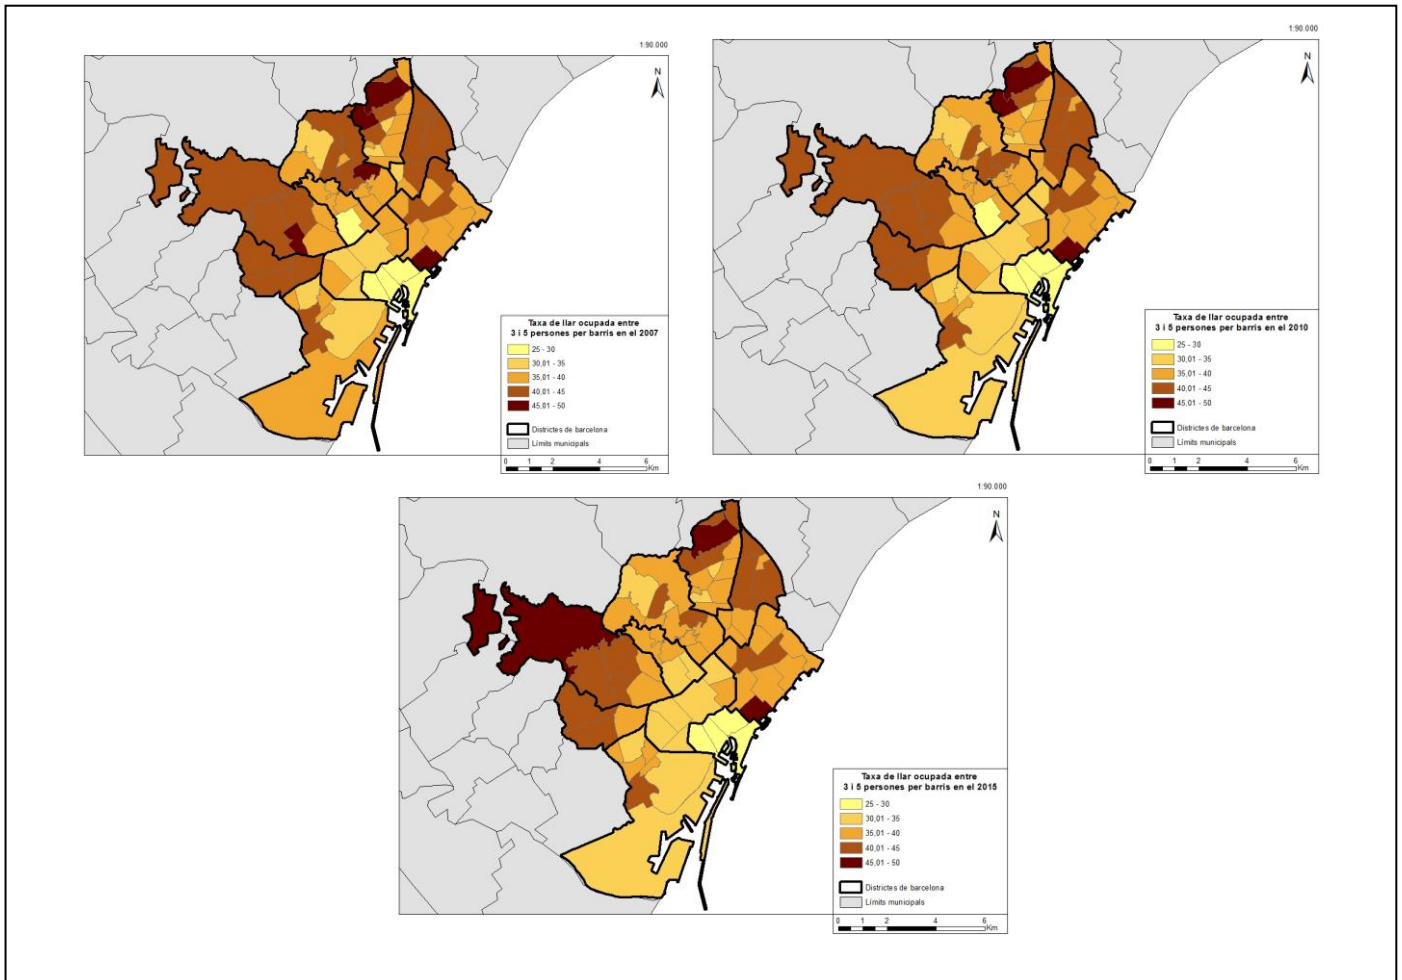 1:90.000
N
Taxa de llar ocupada entre
3 i 5 persones per barris en el 2007
25 - 30
30,01 - 35
35,01 - 40
40,01 - 45
45,01 - 50
Districtes de barcelona
Límits municipals
0 1 2 4 6
Km
1:90.000
N
Taxa de llar ocupada entre
3 i 5 persones per barris en el 2010
25 - 30
30,01 - 35
35,01 - 40
40,01 - 45
45,01 - 50
Districtes de barcelona
Límits municipals
0 1 2 4 6
Km
1:90.000
N
Taxa de llar ocupada entre
3 i 5 persones per barris en el 2015
25 - 30
30,01 - 35
35,01 - 40
40,01 - 45
45,01 - 50
Districtes de barcelona
Límits municipals
0 1 2 4 6
Km